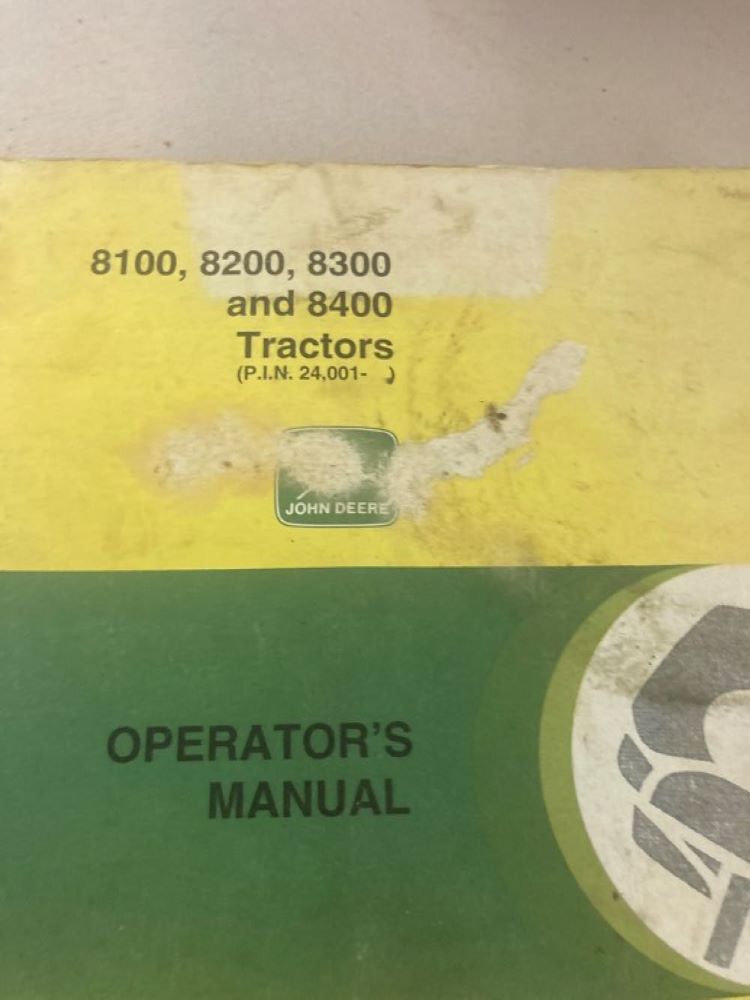 8100, 8200, 8300
and 8400
Tractors
(P.I.N. 24,001-    )
JOHN DEERE
OPERATOR'S
MANUAL